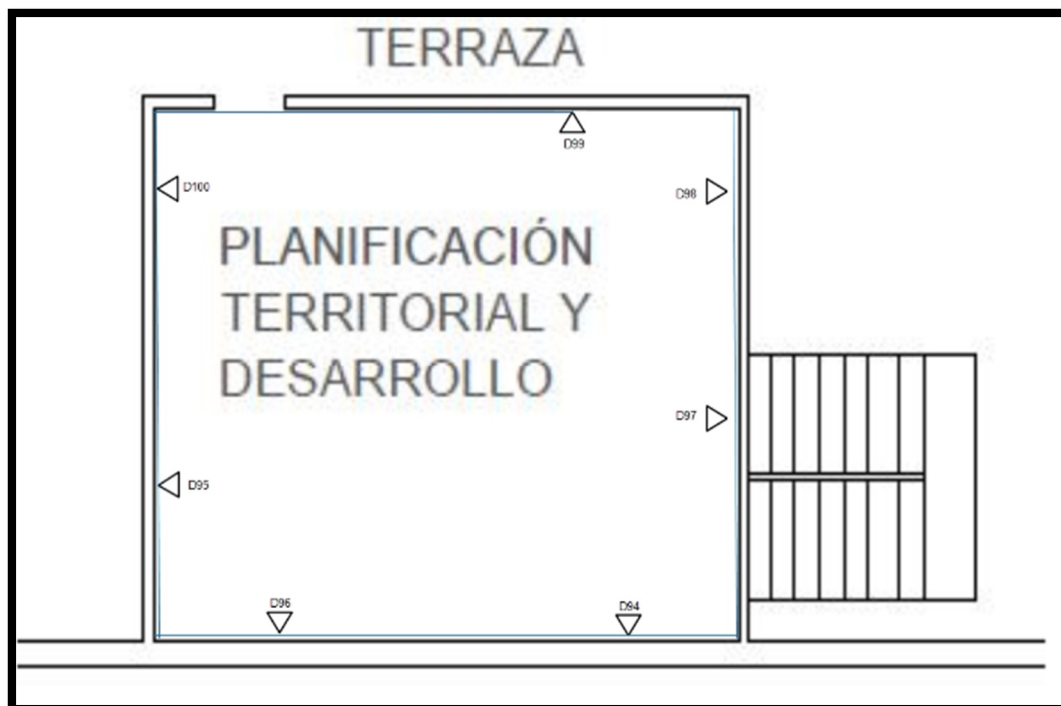 TERRAZA
D99
D100
D98
PLANIFICACIÓN
TERRITORIAL Y
DESARROLLO
D97
D95
D96
D94